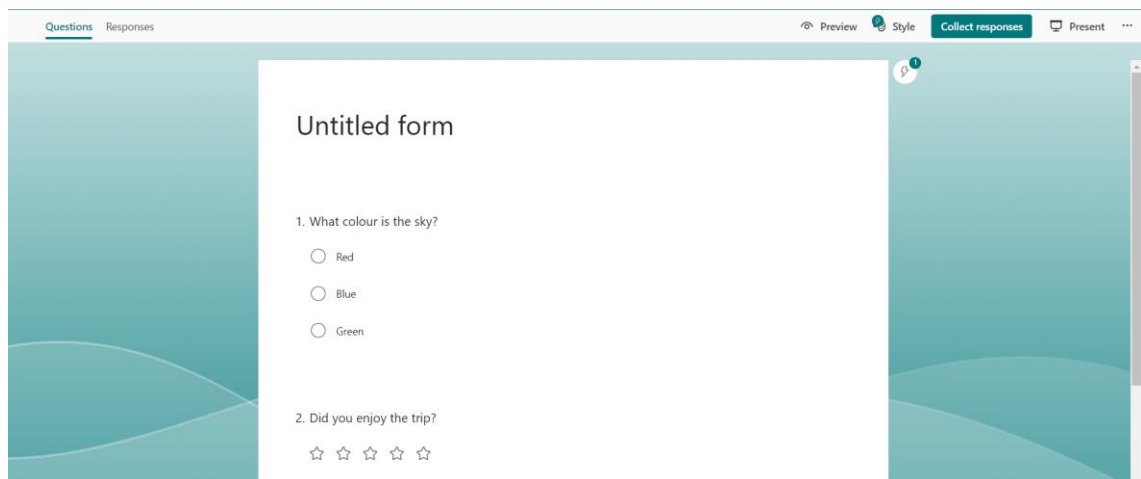 Questions Responses Preview Style Collect responses Present ...
1
Untitled form
1. What colour is the sky?
Red
Blue
Green
2. Did you enjoy the trip?